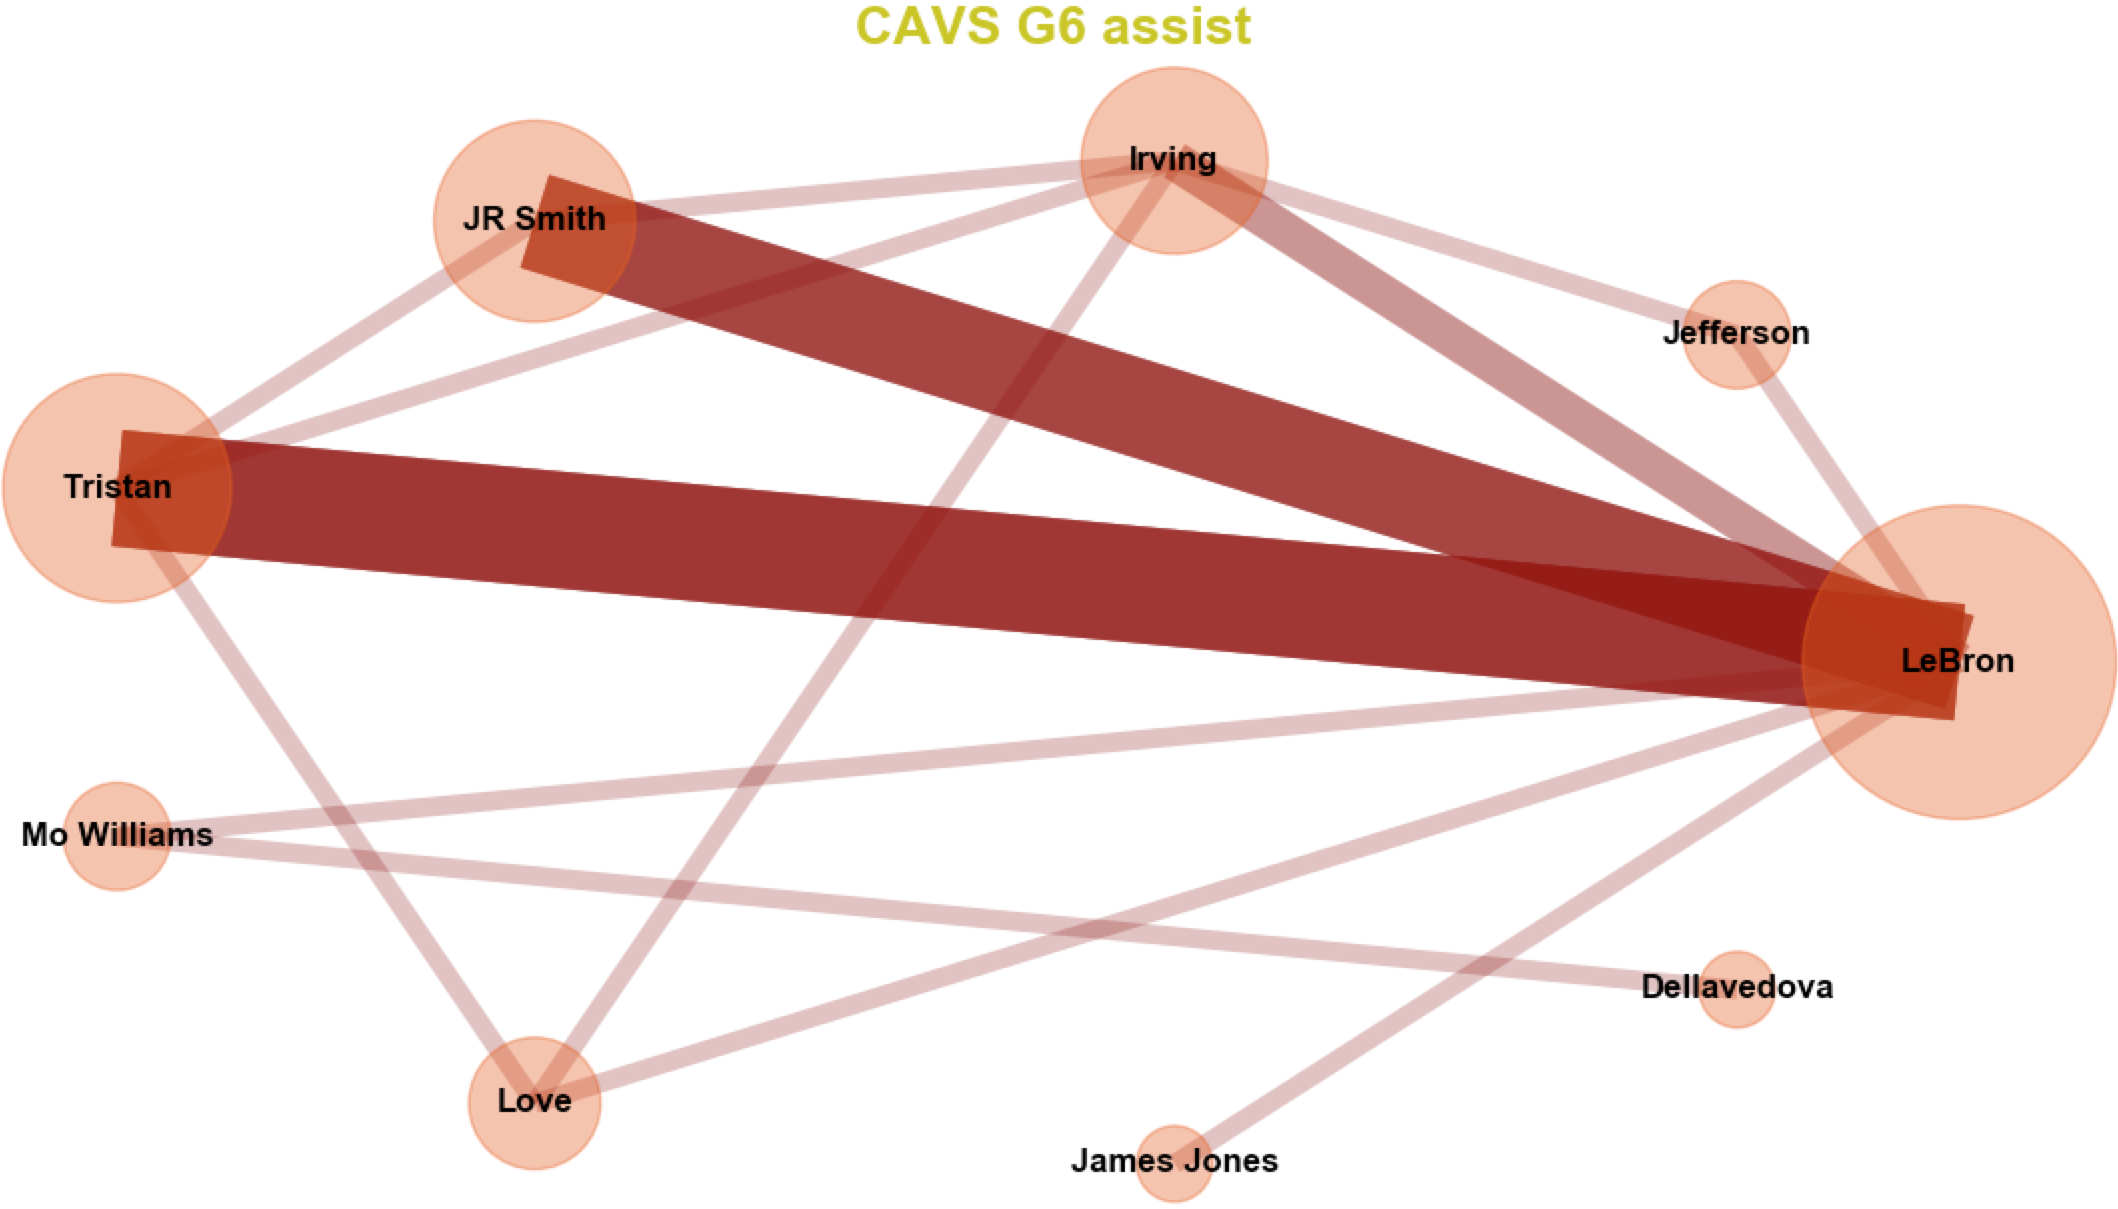 CAVS G6 assist
Irving
JR Smith
Jefferson
Tristan
LeBron
Mo Williams
Dellavedova
Love
James Jones